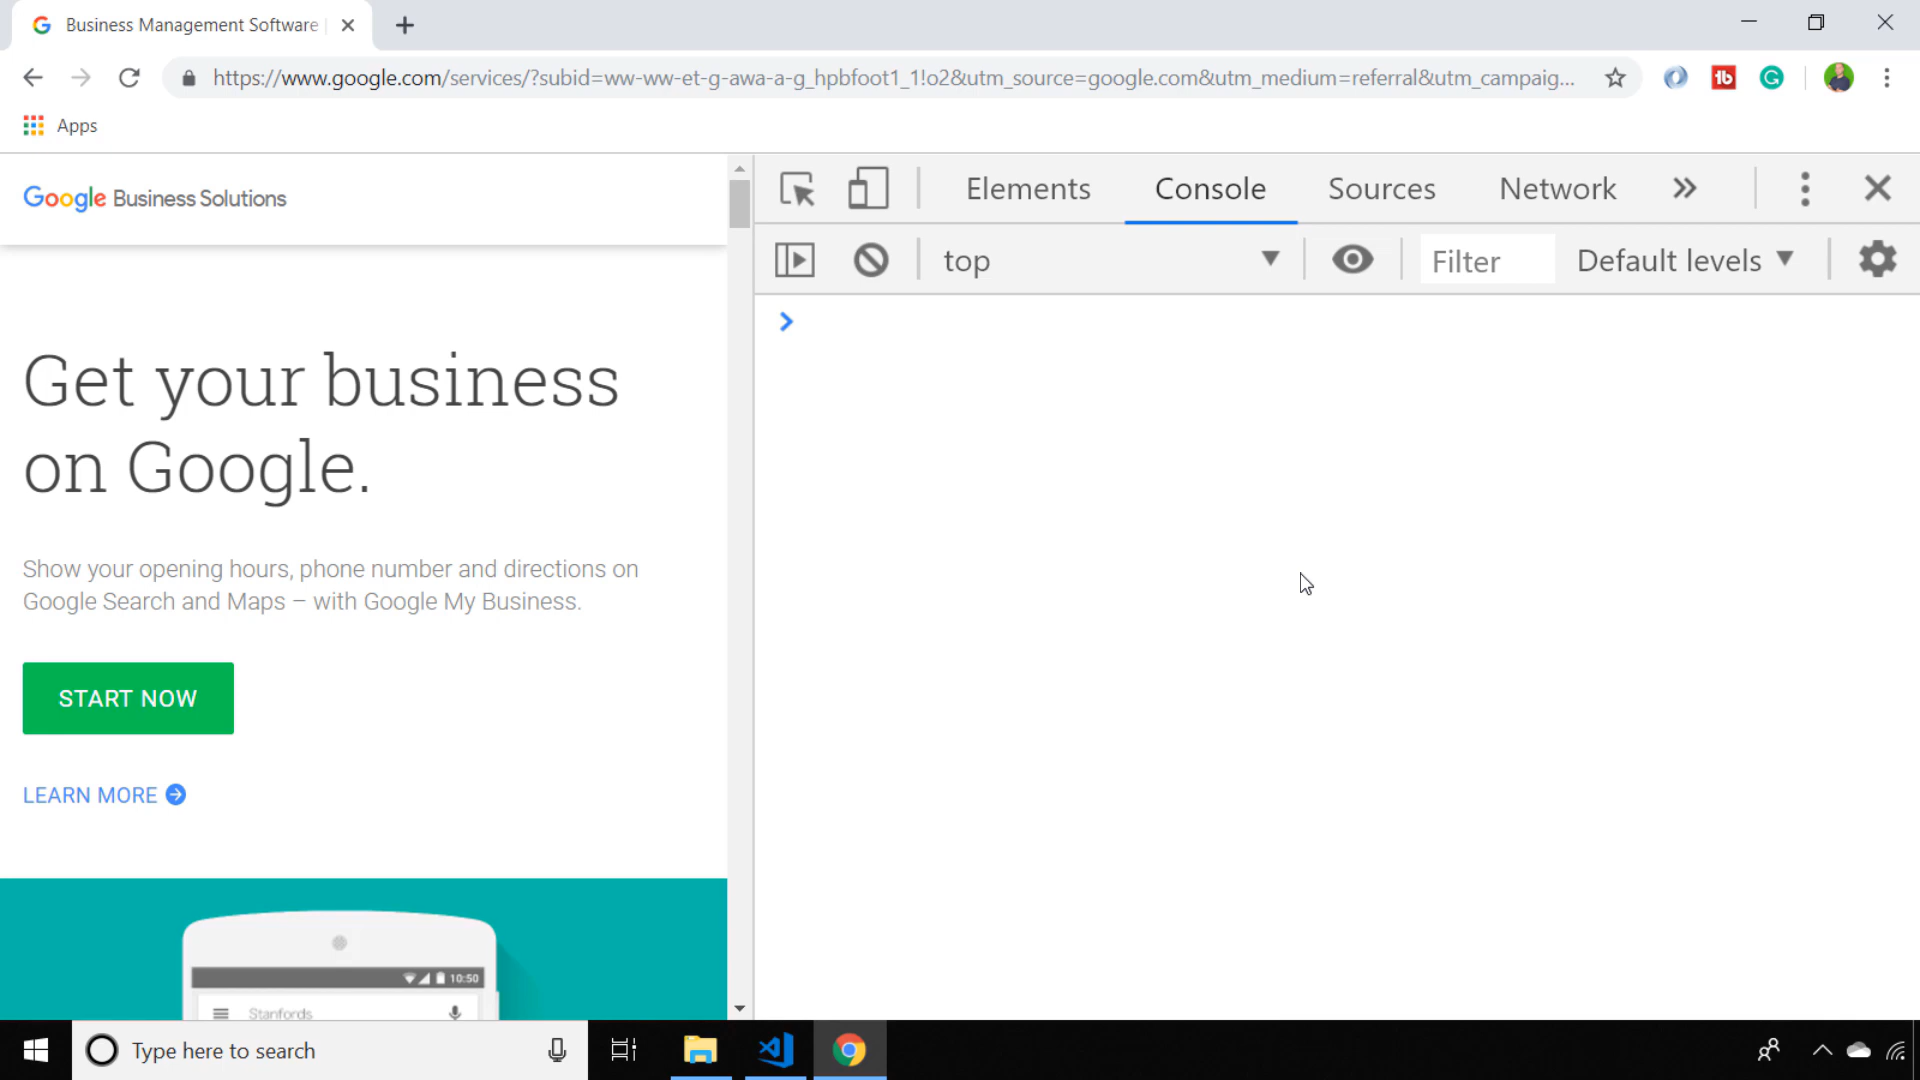 Business Management Software |
https://www.google.com/services/?subid=ww-ww-et-g-awa-a-g_hpbfoot1_1!o2&utm_source=google.com&utm_medium=referral&utm_campaig...
Apps
Google Business Solutions
Elements Console Sources Network
top Filter Default levels
Get your business
on Google.
Show your opening hours, phone number and directions on
Google Search and Maps – with Google My Business.
START NOW
LEARN MORE
10:50
Stanfords
Type here to search